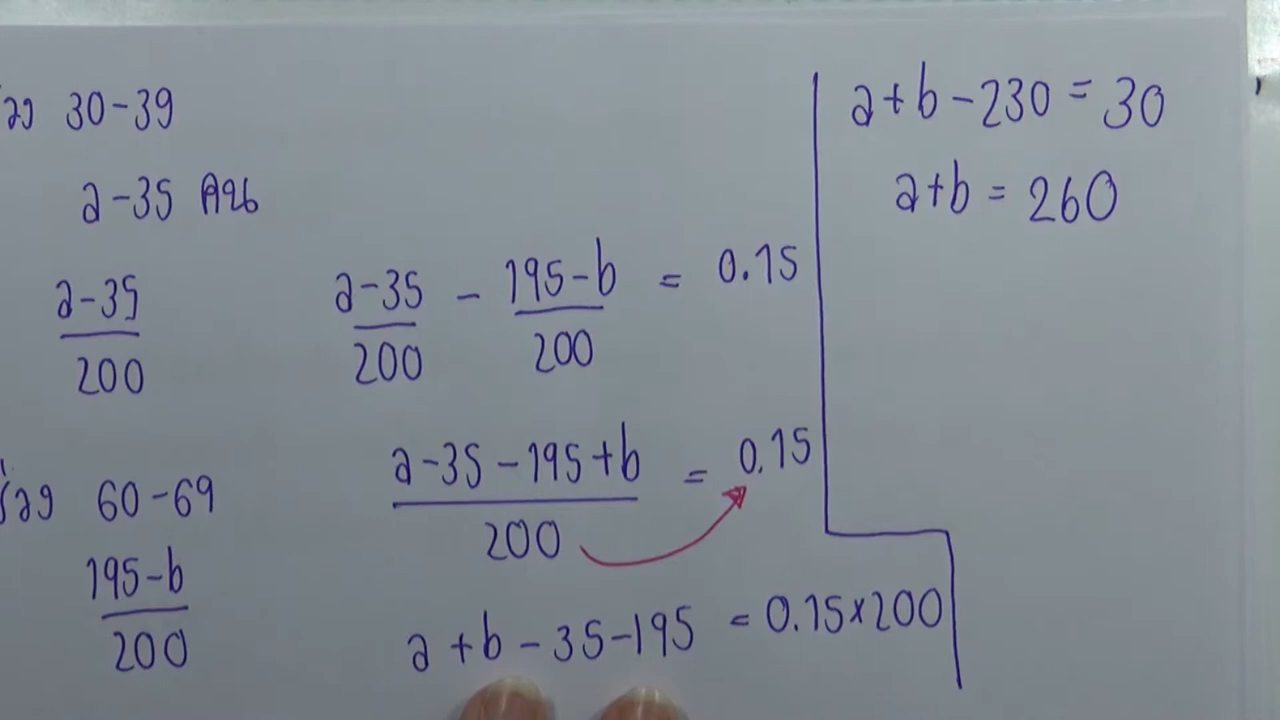 30-39
a-35 คน
a-35
200
60-69
195-b
200
a-35 - 195-b = 0.15
200 200
a-35-195+b = 0.15
200
a+b-35-195 = 0.15×200
a+b-230 = 30
a+b = 260